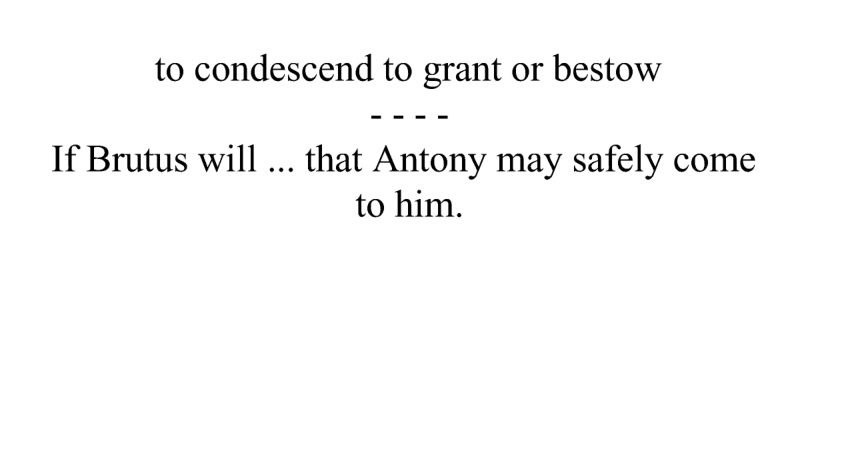 to condescend to grant or bestow
- - - -
If Brutus will ... that Antony may safely come
to him.